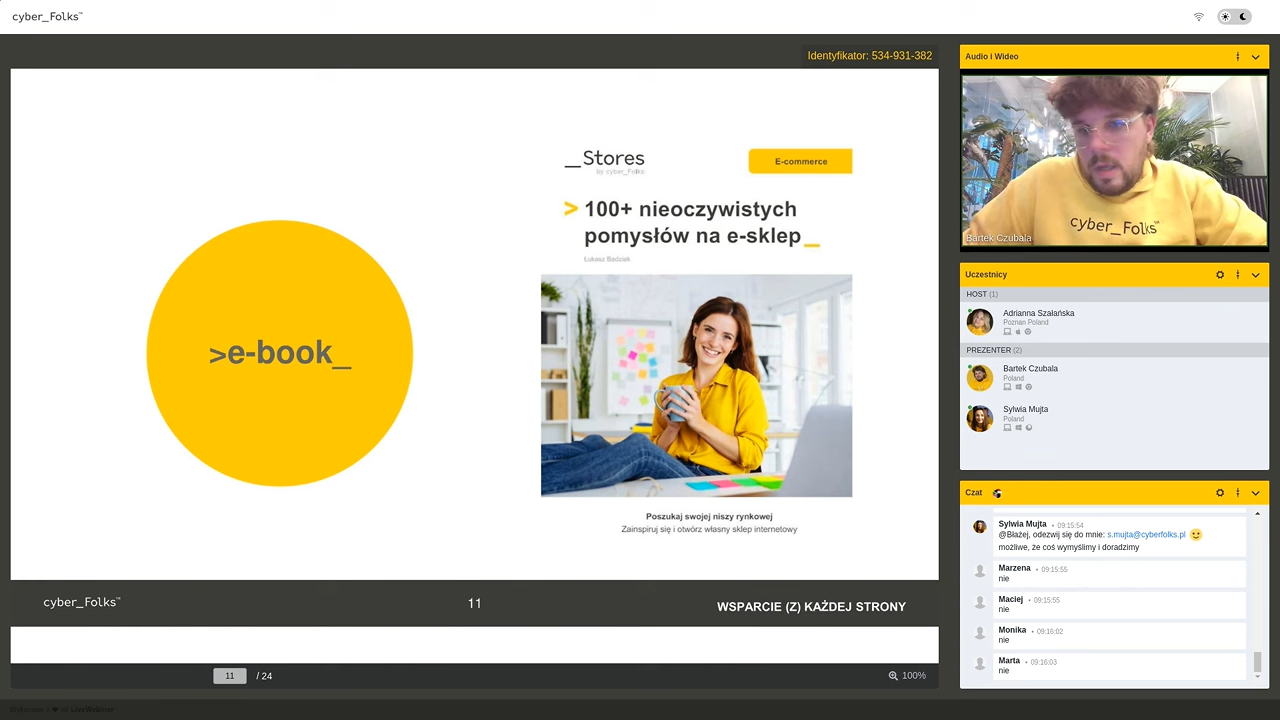 cyber_Folks™
Identyfikator: 534-931-382
>e-book_
_Stores
by cyber_Folks
E-commerce
> 100+ nieoczywistych
pomysłów na e-sklep_
Łukasz Badziak
Poszukaj swojej niszy rynkowej
Zainspiruj się i otwórz własny sklep internetowy
cyber_Folks™
11
WSPARCIE (Z) KAŻDEJ STRONY
11 / 24
100%
Audio i Wideo
cyber_Folks™
Bartek Czubala
Uczestnicy
HOST (1)
Adrianna Szałańska
Poznan Poland
PREZENTER (2)
Bartek Czubala
Poland
Sylwia Mujta
Poland
Czat
Sylwia Mujta • 09:15:54
@Błażej, odezwij się do mnie: s.mujta@cyberfolks.pl
możliwe, że coś wymyślimy i doradzimy
Marzena • 09:15:55
nie
Maciej • 09:15:55
nie
Monika • 09:16:02
nie
Marta • 09:16:03
nie
LiveWebinar